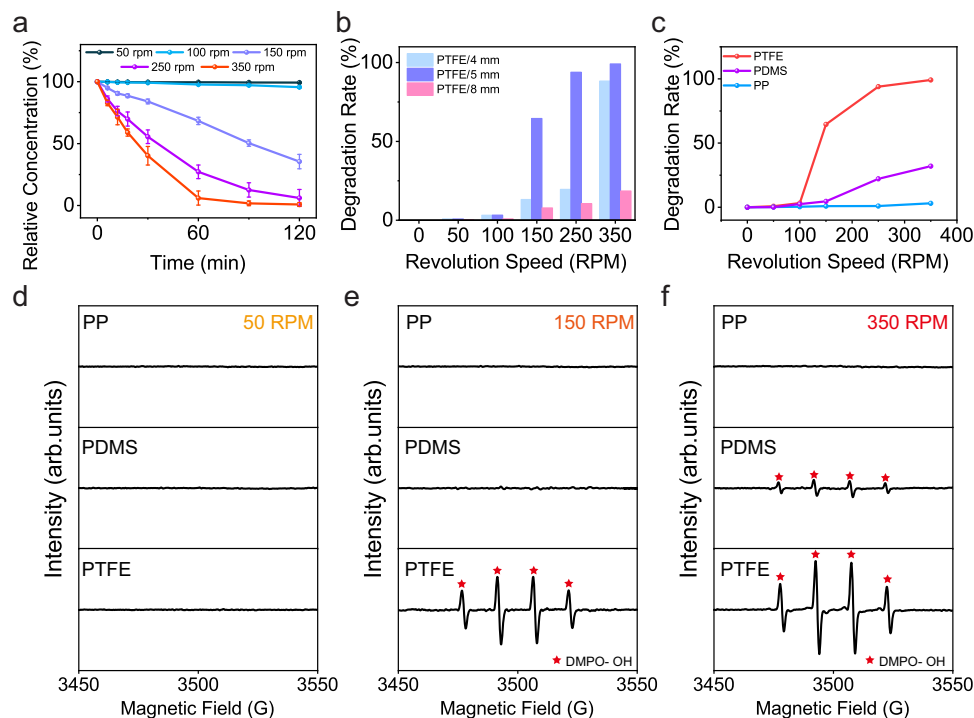 a
Relative Concentration (%)
50 rpm 100 rpm 150 rpm
250 rpm 350 rpm
100
50
0
0 60 120
Time (min)
b
Degradation Rate (%)
PTFE/4 mm
PTFE/5 mm
PTFE/8 mm
100
50
0
0 50 100 150 250 350
Revolution Speed (RPM)
c
Degradation Rate (%)
PTFE
PDMS
PP
100
50
0
0 100 200 300 400
Revolution Speed (RPM)
d
Intensity (arb.units)
PP 50 RPM
PDMS
PTFE
3450 3500 3550
Magnetic Field (G)
e
Intensity (arb.units)
PP 150 RPM
PDMS
PTFE
DMPO- OH
3450 3500 3550
Magnetic Field (G)
f
Intensity (arb.units)
PP 350 RPM
PDMS
PTFE
DMPO- OH
3450 3500 3550
Magnetic Field (G)